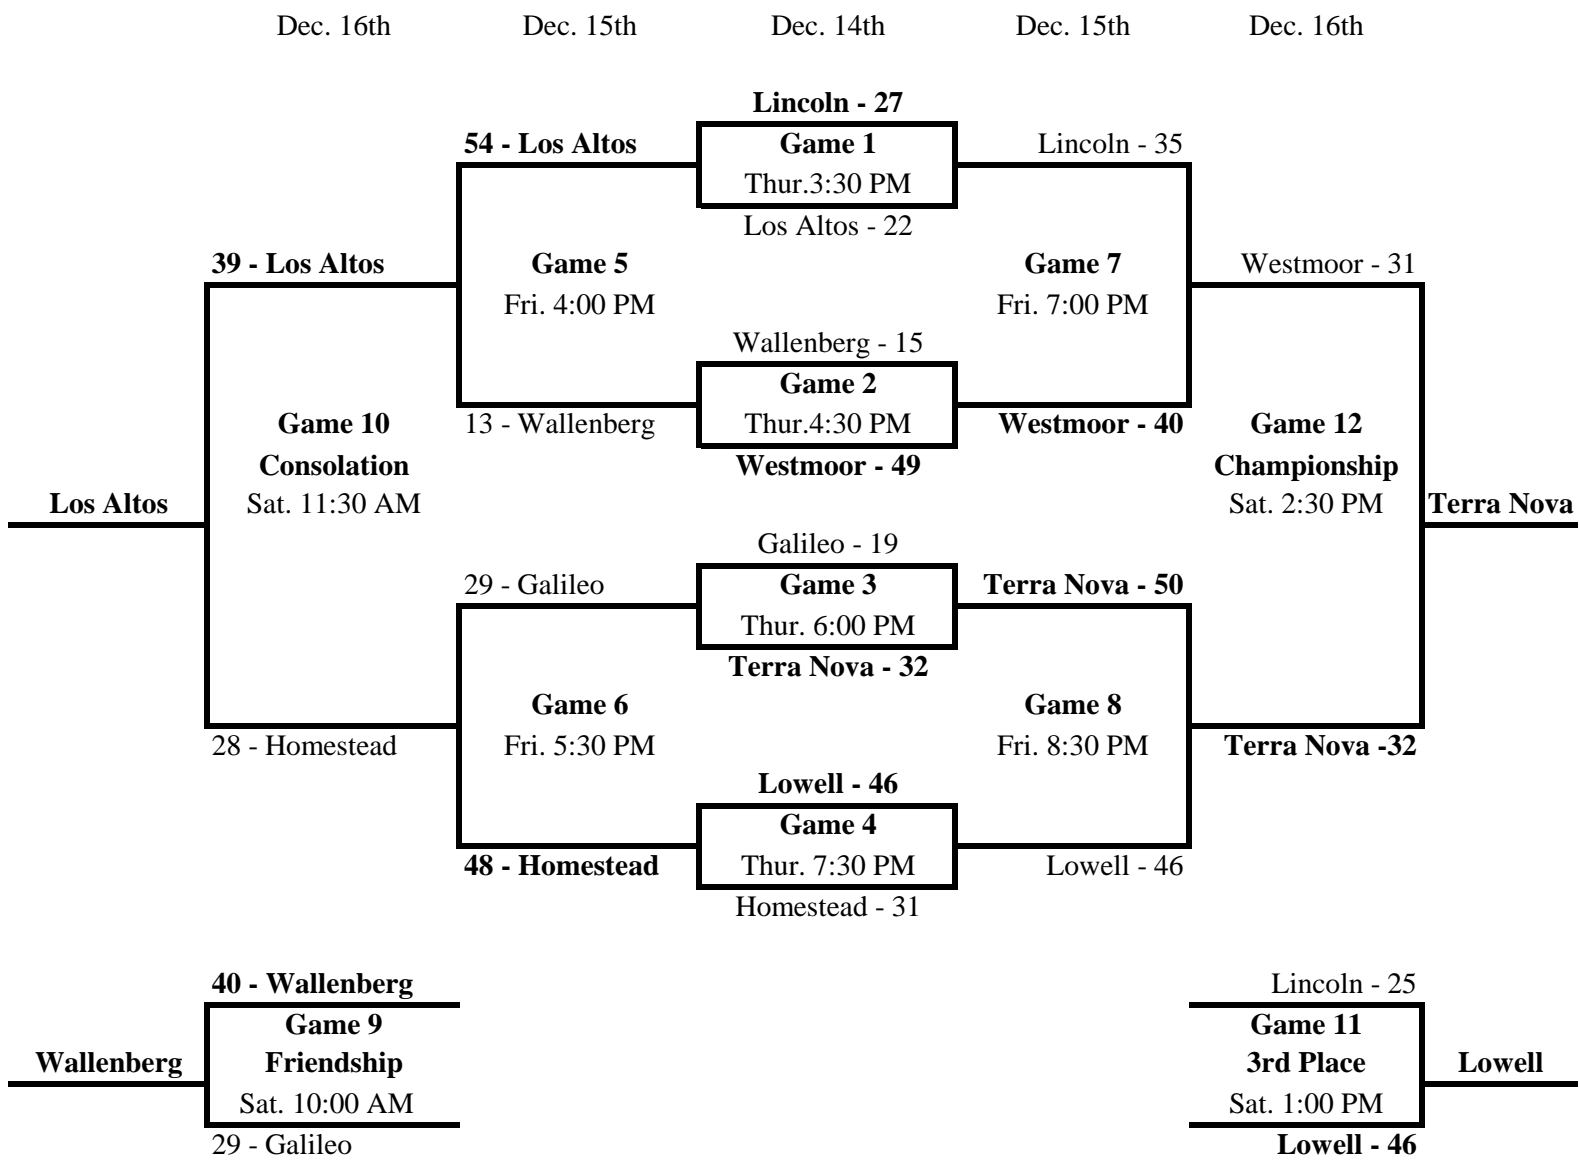 Dec. 16th Dec. 15th Dec. 14th Dec. 15th Dec. 16th
Lincoln - 27
54 - Los Altos Game 1 Lincoln - 35
Thur.3:30 PM
Los Altos - 22
39 - Los Altos Game 5 Game 7 Westmoor - 31
Fri. 4:00 PM Fri. 7:00 PM
Wallenberg - 15
Game 2
Game 10 13 - Wallenberg Thur.4:30 PM Westmoor - 40 Game 12
Consolation Westmoor - 49 Championship
Los Altos Sat. 11:30 AM Sat. 2:30 PM Terra Nova
Galileo - 19
29 - Galileo Game 3 Terra Nova - 50
Thur. 6:00 PM
Terra Nova - 32
Game 6 Game 8
28 - Homestead Fri. 5:30 PM Fri. 8:30 PM Terra Nova -32
Lowell - 46
Game 4
48 - Homestead Thur. 7:30 PM Lowell - 46
Homestead - 31
40 - Wallenberg Lincoln - 25
Game 9 Game 11
Wallenberg Friendship 3rd Place Lowell
Sat. 10:00 AM Sat. 1:00 PM
29 - Galileo Lowell - 46